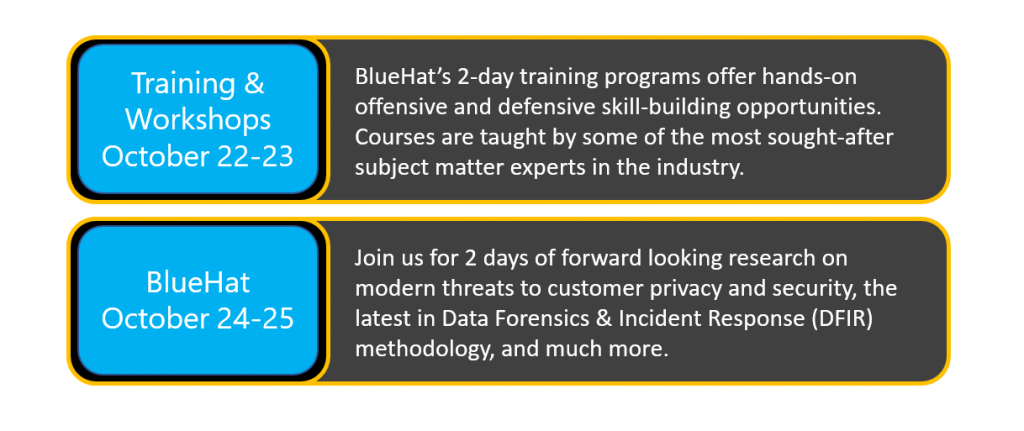 Training &
Workshops
October 22-23
BlueHat’s 2-day training programs offer hands-on
offensive and defensive skill-building opportunities.
Courses are taught by some of the most sought-after
subject matter experts in the industry.
BlueHat
October 24-25
Join us for 2 days of forward looking research on
modern threats to customer privacy and security, the
latest in Data Forensics & Incident Response (DFIR)
methodology, and much more.